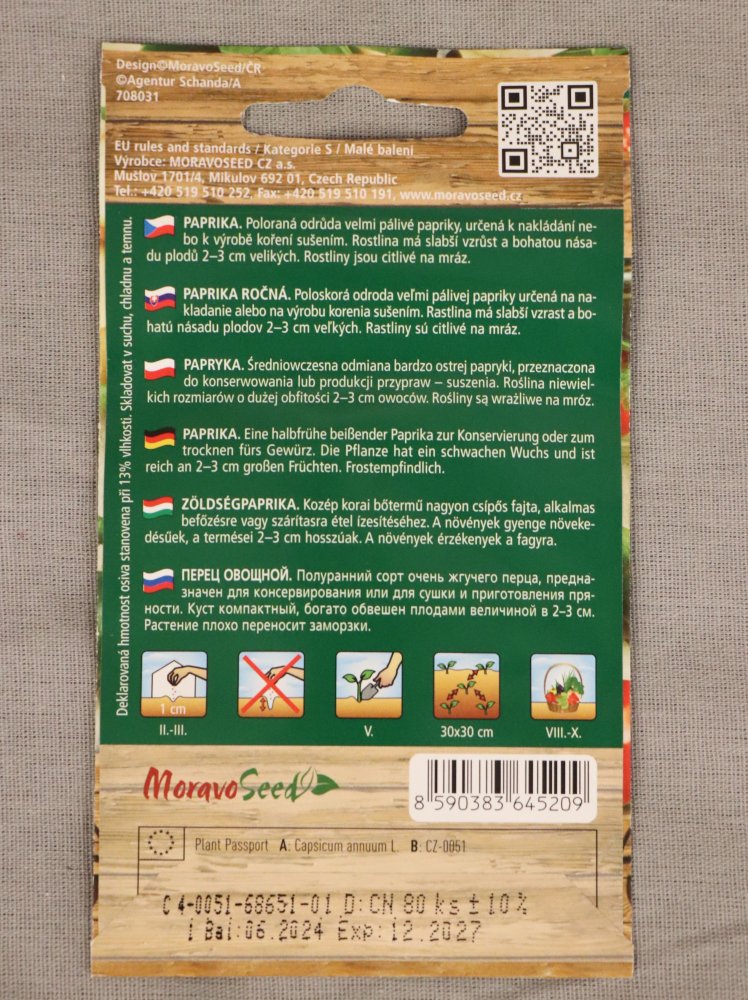 Design©MoravoSeed/ČR
©Agentur Schanda/A
708031
EU rules and standards / Kategorie S / Malé balení
Výrobce: MORAVOSEED CZ a.s.
Mušlov 1701/4, Mikulov 692 01, Czech Republic
Tel.: +420 519 510 252, Fax: +420 519 510 191, www.moravoseed.cz
Deklarovaná hmotnost osiva stanovena při 13% vlhkosti. Skladovat v suchu, chladnu a temnu.
PAPRIKA. Poloraná odrůda velmi pálivé papriky, určená k nakládání ne-
bo k výrobě koření sušením. Rostlina má slabší vzrůst a bohatou nása-
du plodů 2–3 cm velikých. Rostliny jsou citlivé na mráz.
PAPRIKA ROČNÁ. Poloskorá odroda veľmi pálivej papriky určená na na-
kladanie alebo na výrobu korenia sušením. Rastlina má slabší vzrast a bo-
hatú násadu plodov 2–3 cm veľkých. Rastliny sú citlivé na mráz.
PAPRYKA. Średniowczesna odmiana bardzo ostrej papryki, przeznaczona
do konserwowania lub produkcji przypraw – suszenia. Roślina niewiel-
kich rozmiarów o dużej obfitości 2–3 cm owoców. Rośliny są wrażliwe na mróz.
PAPRIKA. Eine halbfrühe beißender Paprika zur Konservierung oder zum
trocknen fürs Gewürz. Die Pflanze hat ein schwachen Wuchs und ist
reich an 2–3 cm großen Früchten. Frostempfindlich.
ZÖLDSÉGPAPRIKA. Kozép korai bőtermű nagyon csípős fajta, alkalmas
befőzésre vagy szárításra étel ízesítéséhez. A növények gyenge növeke-
désűek, a termései 2–3 cm hosszúak. A növények érzékenyek a fagyra.
ПЕРЕЦ ОВОЩНОЙ. Полуранний сорт очень жгучего перца, предна-
значен для консервирования или для сушки и приготовления пря-
ности. Куст компактный, богато обвешен плодами величиной в 2–3 см.
Растение плохо переносит заморзки.
1 cm
II.-III. V. 30x30 cm VIII.-X.
MoravoSeed
8 590383 645209
Plant Passport A: Capsicum annuum L. B: CZ-0051
C 4-0051-68651-01 D:CN 80 ks ± 10%
1 Bal:06.2024 Exp:12.2027